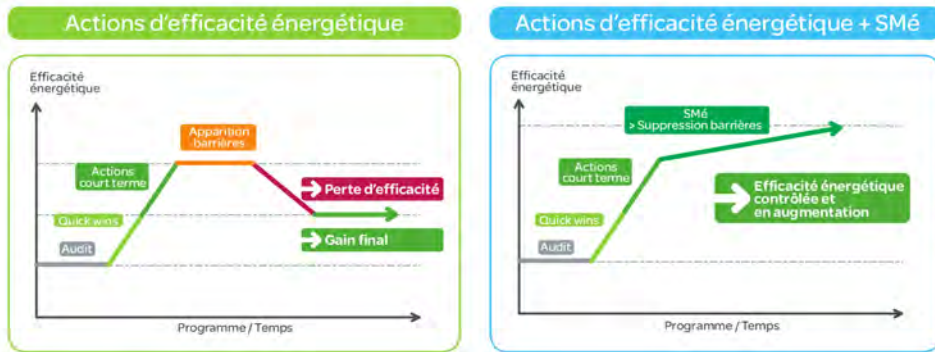 Actions d'efficacité énergétique
Efficacité
énergétique
Apparition
barrières
Actions
court terme
Perte d'efficacité
Quick wins
Gain final
Audit
Programme / Temps
Actions d'efficacité énergétique + SMé
Efficacité
énergétique
SMé
> Suppression barrières
Actions
court terme
Efficacité énergétique
contrôlée et
en augmentation
Quick wins
Audit
Programme / Temps